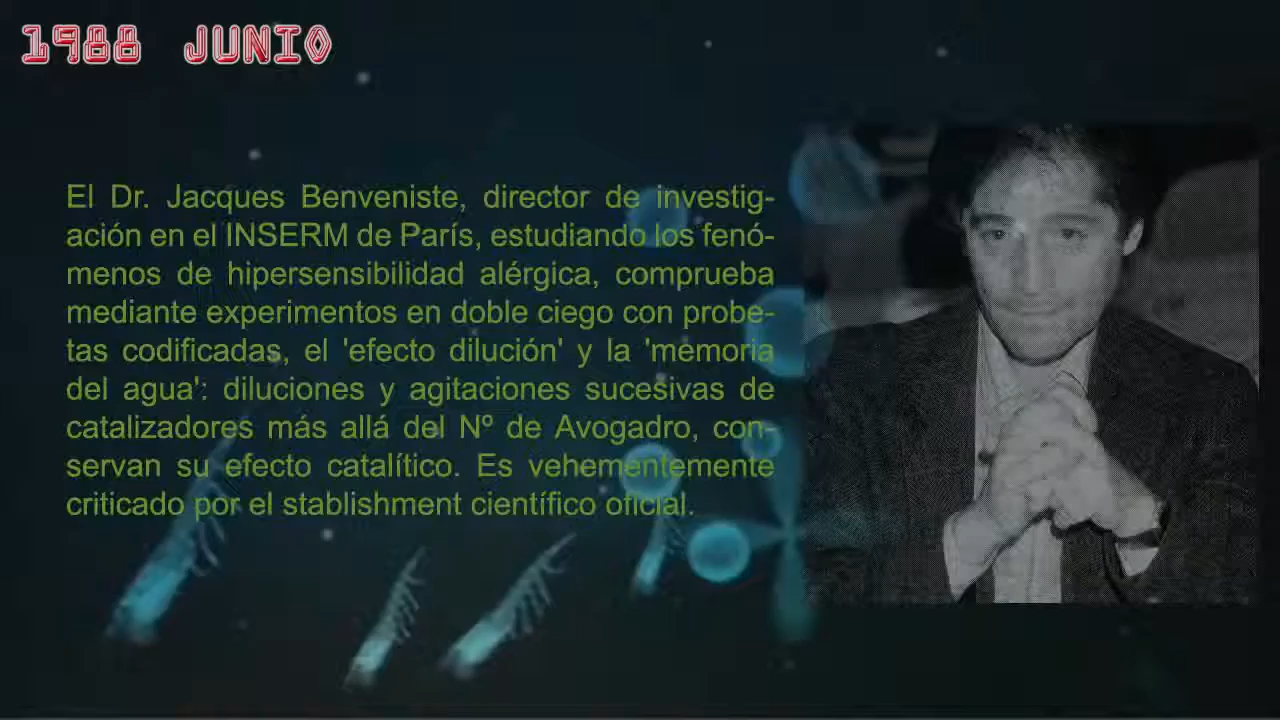 1988 JUNIO
El Dr. Jacques Benveniste, director de investig-
ación en el INSERM de París, estudiando los fenó-
menos de hipersensibilidad alérgica, comprueba
mediante experimentos en doble ciego con probe-
tas codificadas, el 'efecto dilución' y la 'memoria
del agua': diluciones y agitaciones sucesivas de
catalizadores más allá del Nº de Avogadro, con-
servan su efecto catalítico. Es vehementemente
criticado por el stablishment científico oficial.